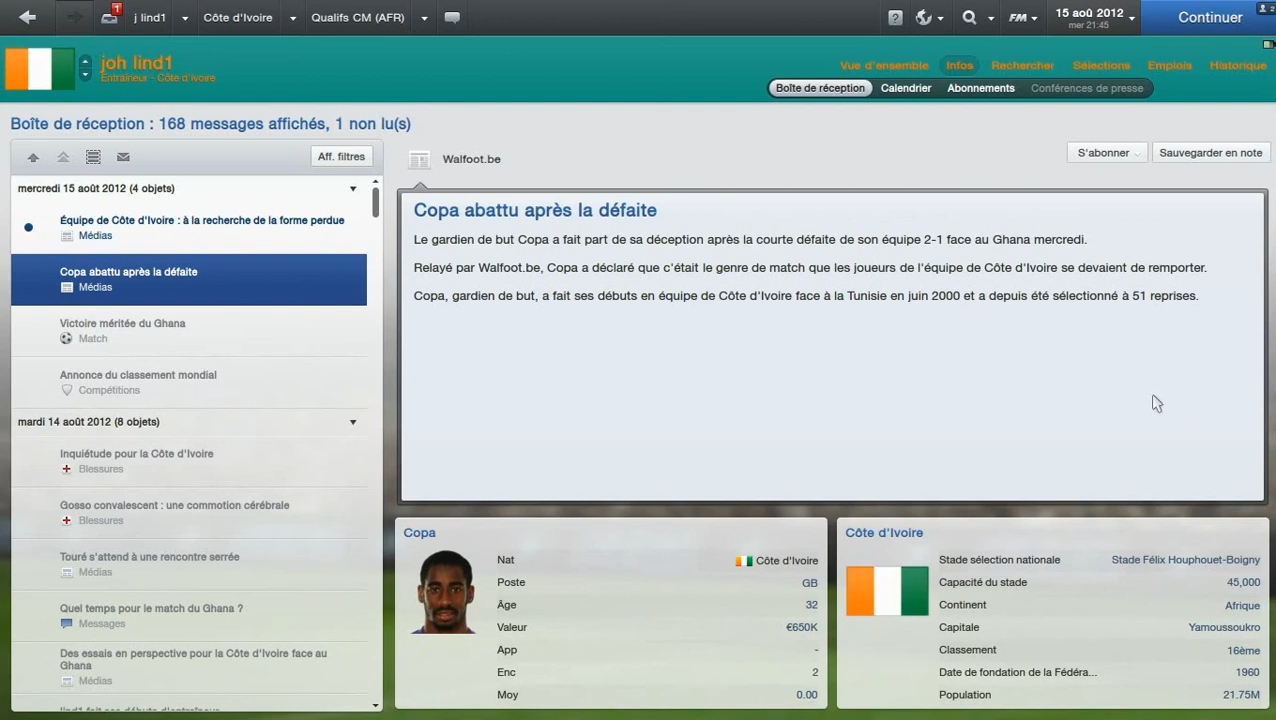 1
j lind1
Côte d'Ivoire
Qualifs CM (AFR)
?
FM
15 aoû 2012
mer 21:45
Continuer
2
joh lind1
Entraîneur - Côte d'Ivoire
Vue d'ensemble
Infos
Rechercher
Sélections
Emplois
Historique
Boîte de réception
Calendrier
Abonnements
Conférences de presse
Boîte de réception : 168 messages affichés, 1 non lu(s)
Aff. filtres
mercredi 15 août 2012 (4 objets)
Équipe de Côte d'Ivoire : à la recherche de la forme perdue
Médias
Copa abattu après la défaite
Médias
Victoire méritée du Ghana
Match
Annonce du classement mondial
Compétitions
mardi 14 août 2012 (8 objets)
Inquiétude pour la Côte d'Ivoire
Blessures
Gosso convalescent : une commotion cérébrale
Blessures
Touré s'attend à une rencontre serrée
Médias
Quel temps pour le match du Ghana ?
Messages
Des essais en perspective pour la Côte d'Ivoire face au
Ghana
Médias
lind1 fait ses débuts d'entraîneur
Walfoot.be
S'abonner
Sauvegarder en note
Copa abattu après la défaite
Le gardien de but Copa a fait part de sa déception après la courte défaite de son équipe 2-1 face au Ghana mercredi.
Relayé par Walfoot.be, Copa a déclaré que c'était le genre de match que les joueurs de l'équipe de Côte d'Ivoire se devaient de remporter.
Copa, gardien de but, a fait ses débuts en équipe de Côte d'Ivoire face à la Tunisie en juin 2000 et a depuis été sélectionné à 51 reprises.
Copa
Nat Côte d'Ivoire
Poste GB
Âge 32
Valeur €650K
App -
Enc 2
Moy 0.00
Côte d'Ivoire
Stade sélection nationale Stade Félix Houphouet-Boigny
Capacité du stade 45,000
Continent Afrique
Capitale Yamoussoukro
Classement 16ème
Date de fondation de la Fédéra... 1960
Population 21.75M